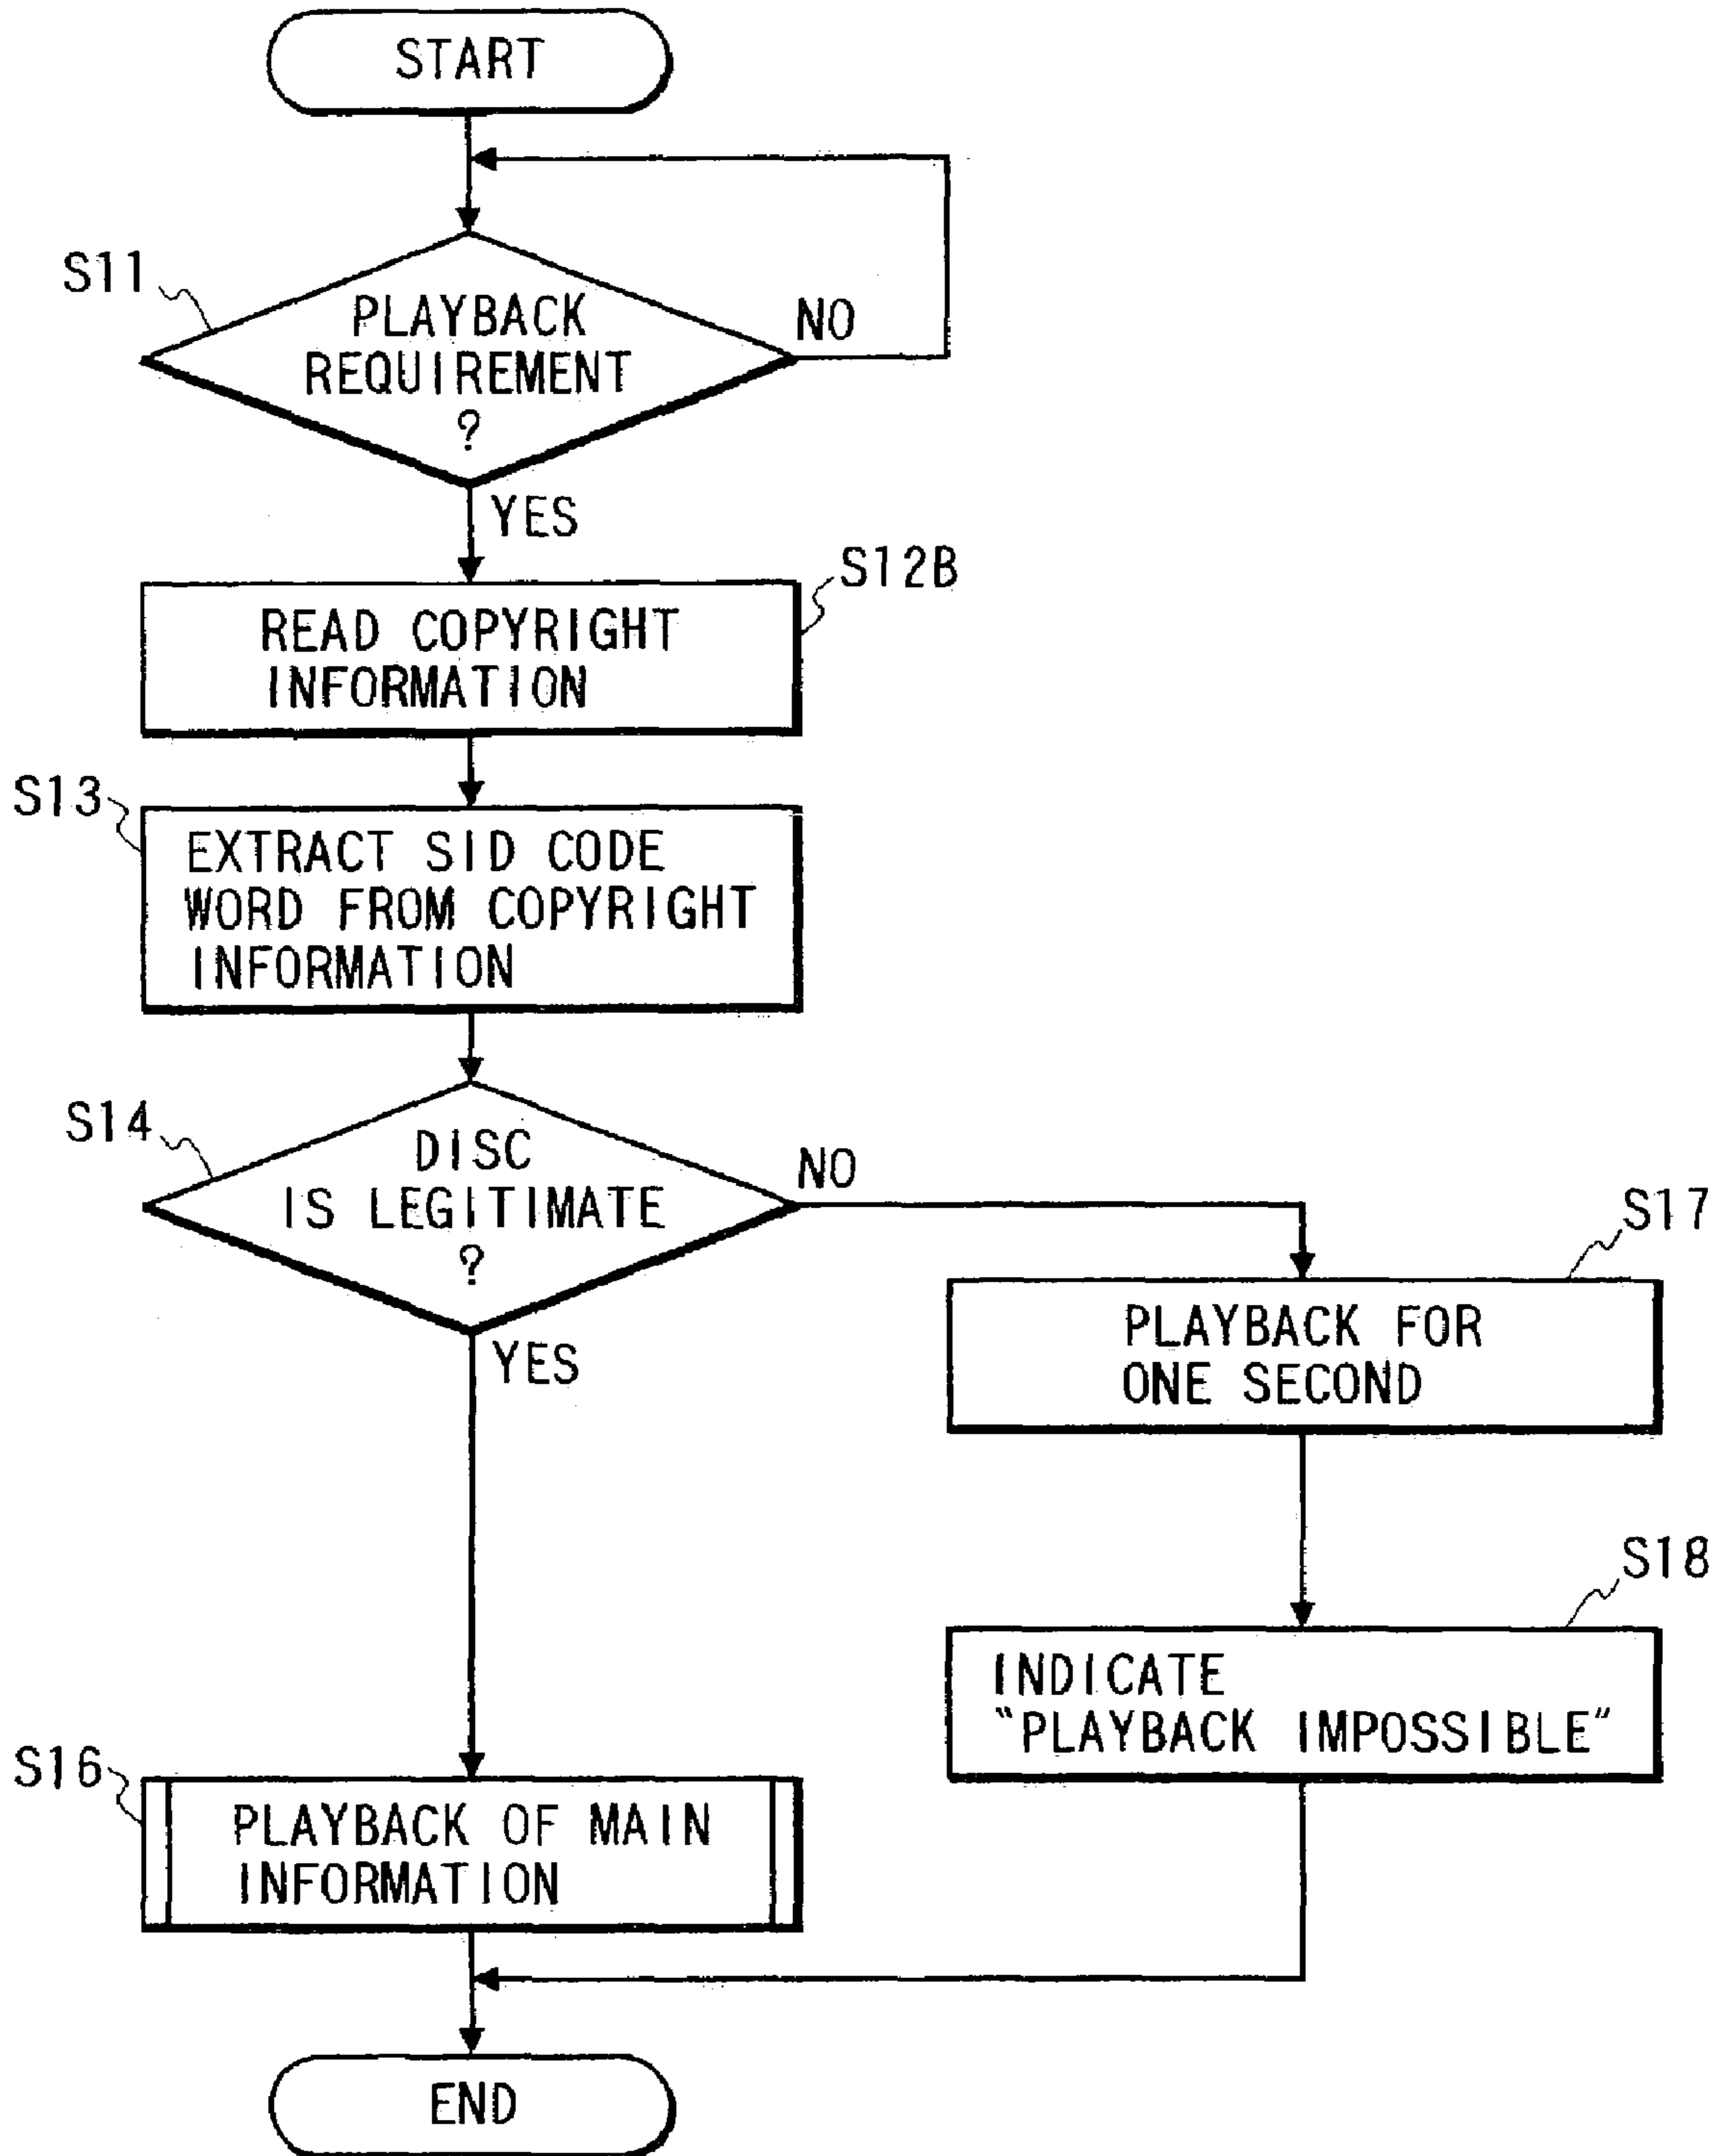 START
S11
PLAYBACK
REQUIREMENT
?
NO
YES
S12B
READ COPYRIGHT
INFORMATION
S13
EXTRACT SID CODE
WORD FROM COPYRIGHT
INFORMATION
S14
DISC
IS LEGITIMATE
?
NO
YES
S17
PLAYBACK FOR
ONE SECOND
S18
INDICATE
"PLAYBACK IMPOSSIBLE"
S16
PLAYBACK OF MAIN
INFORMATION
END